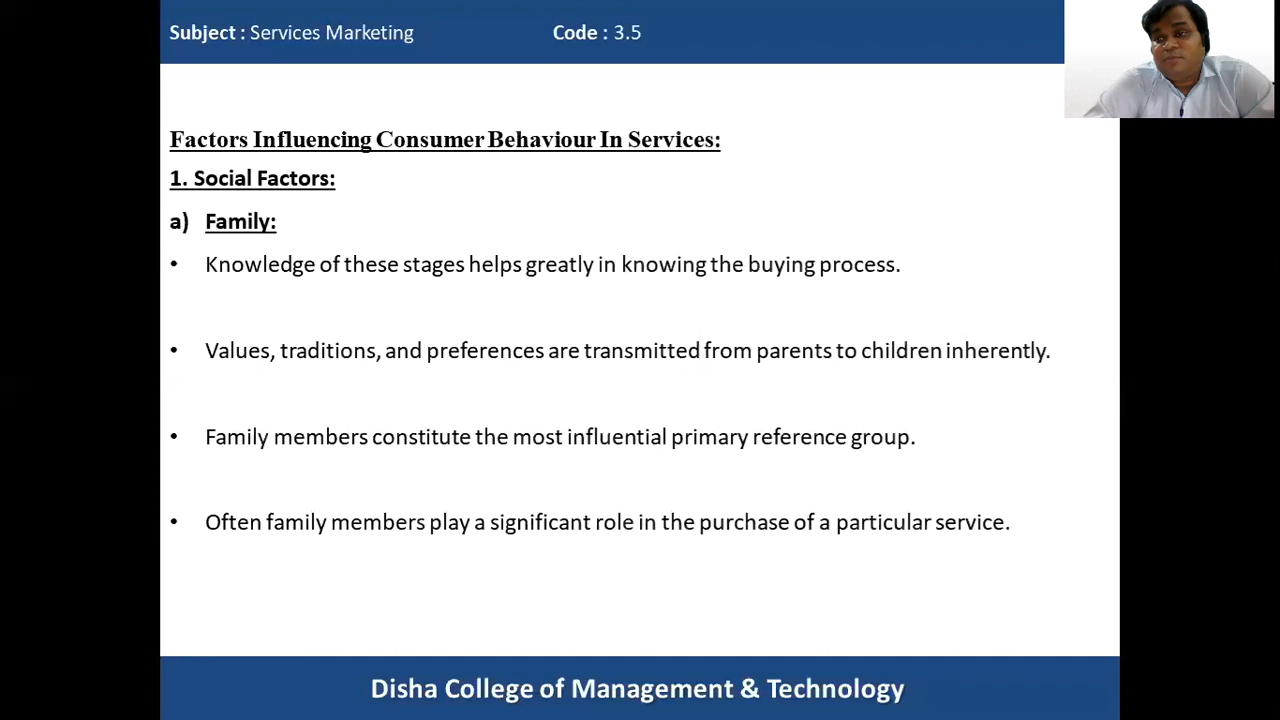 Subject : Services Marketing Code : 3.5
Factors Influencing Consumer Behaviour In Services:
1. Social Factors:
a) Family:
• Knowledge of these stages helps greatly in knowing the buying process.
• Values, traditions, and preferences are transmitted from parents to children inherently.
• Family members constitute the most influential primary reference group.
• Often family members play a significant role in the purchase of a particular service.
Disha College of Management & Technology